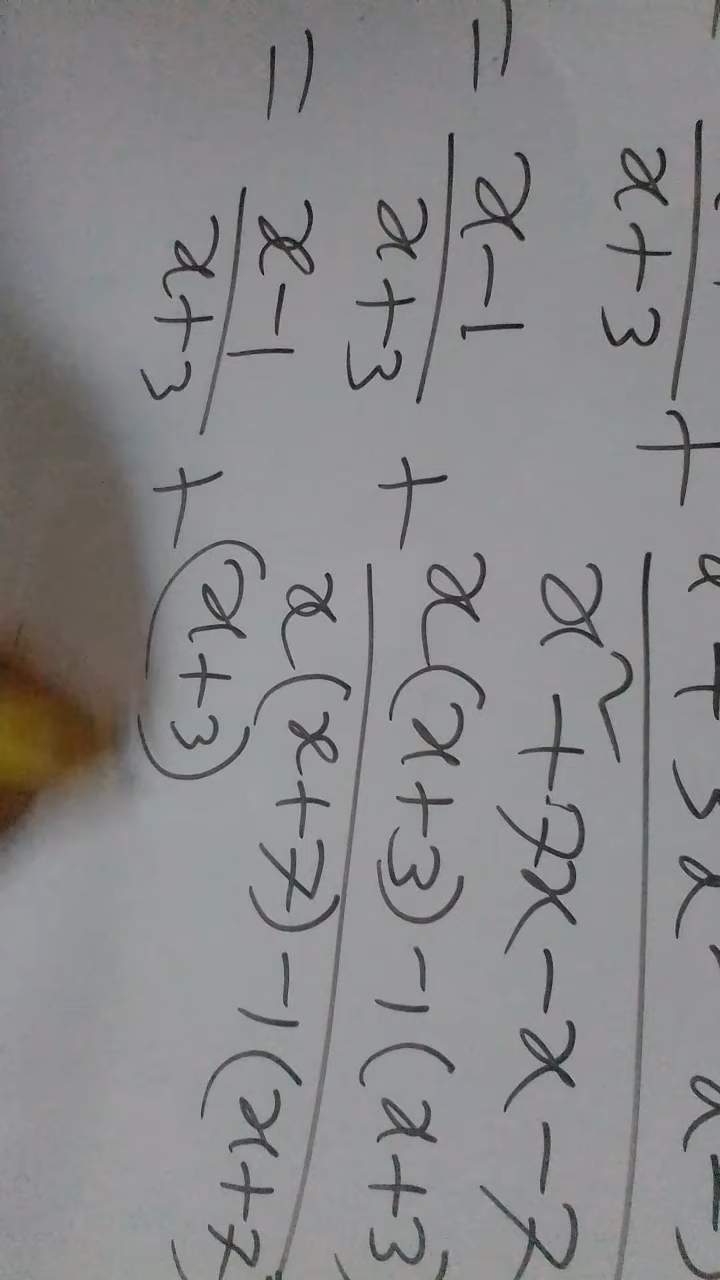 x+3 + x²+7x-x-7
= x-1 / x+3 + x(x+3)-1(x+3) / x(x+7)-1(x+7)
= x-1 / x+3 + (x+3)